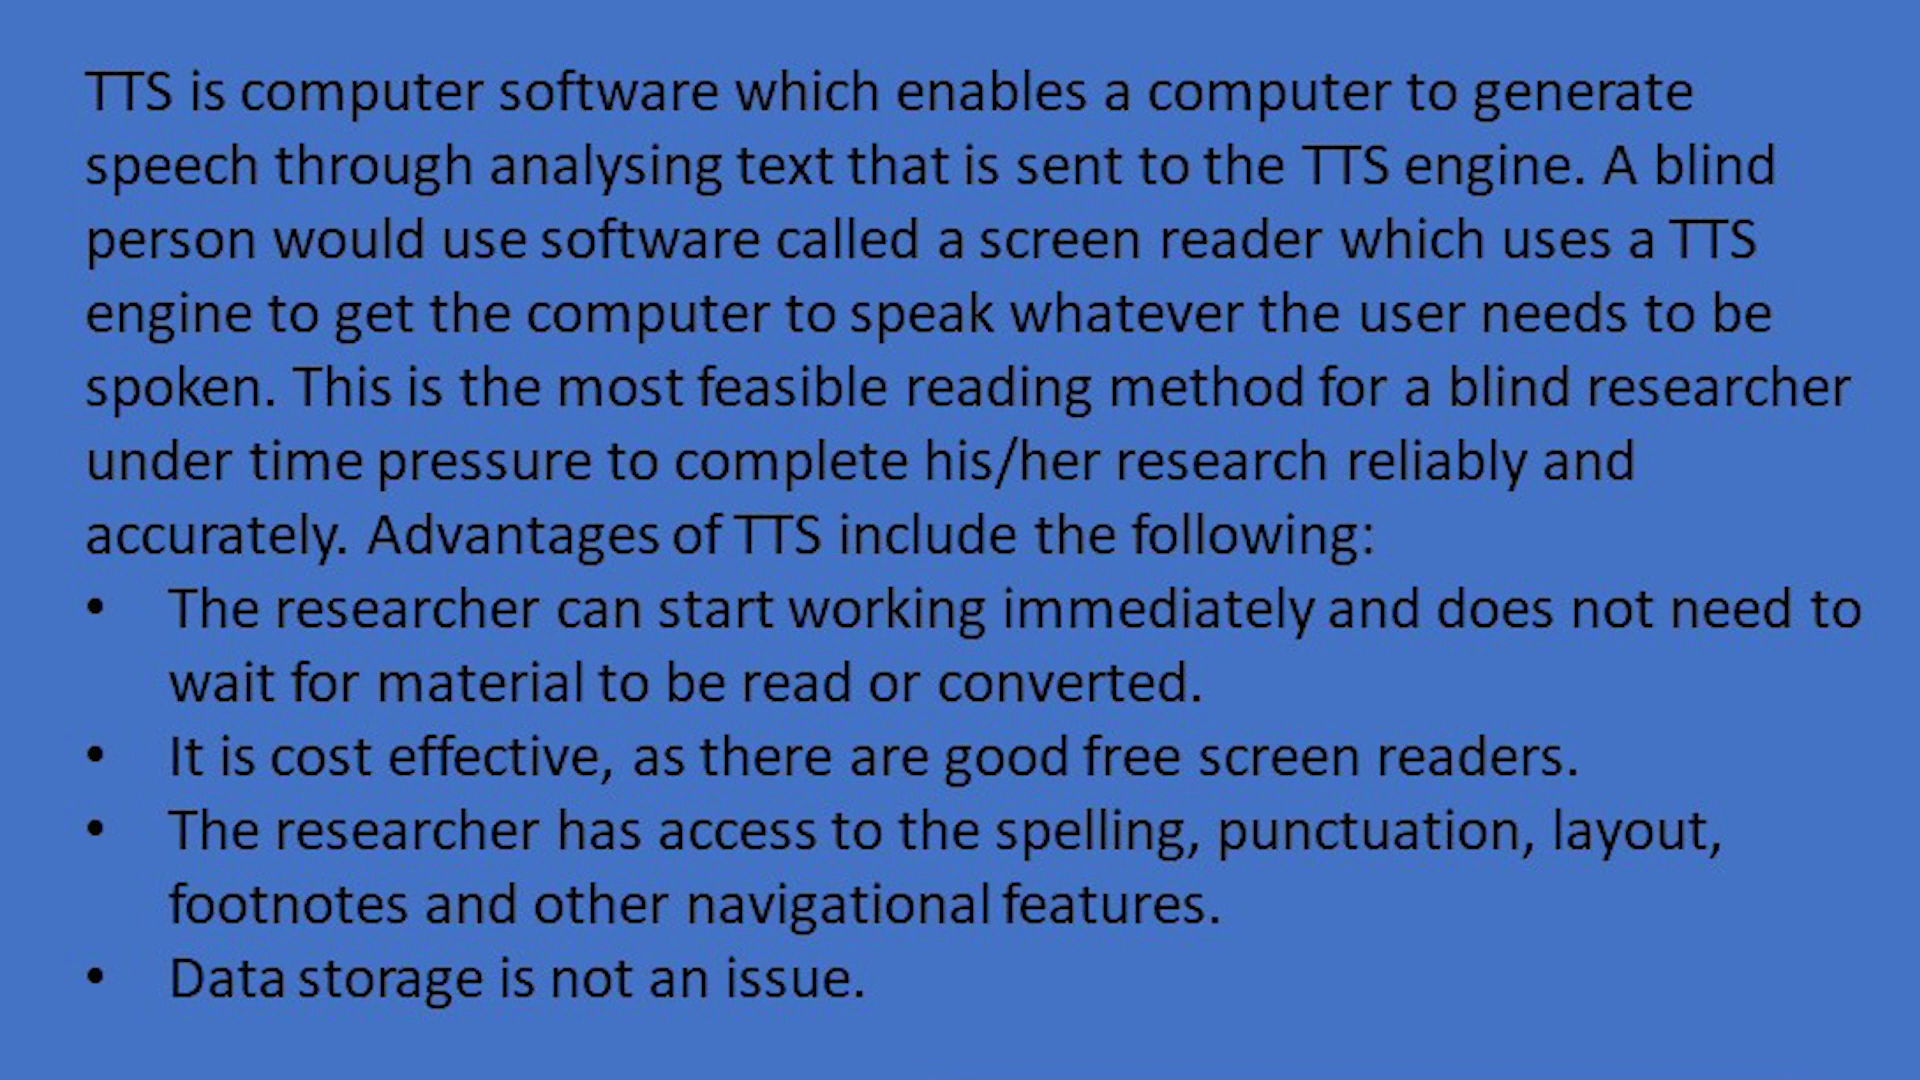 TTS is computer software which enables a computer to generate
speech through analysing text that is sent to the TTS engine. A blind
person would use software called a screen reader which uses a TTS
engine to get the computer to speak whatever the user needs to be
spoken. This is the most feasible reading method for a blind researcher
under time pressure to complete his/her research reliably and
accurately. Advantages of TTS include the following:
• The researcher can start working immediately and does not need to
wait for material to be read or converted.
• It is cost effective, as there are good free screen readers.
• The researcher has access to the spelling, punctuation, layout,
footnotes and other navigational features.
• Data storage is not an issue.